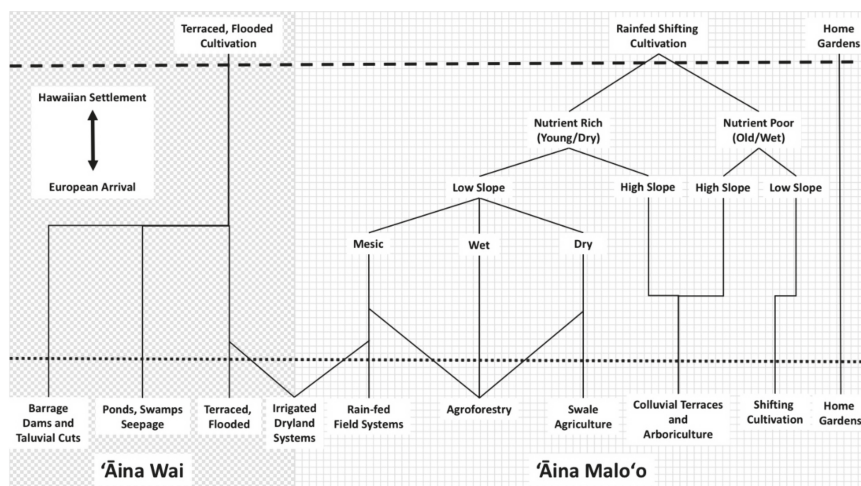 Terraced, Flooded
Cultivation
Rainfed Shifting
Cultivation
Home
Gardens
Hawaiian Settlement
European Arrival
Nutrient Rich
(Young/Dry)
Nutrient Poor
(Old/Wet)
Low Slope
High Slope
High Slope
Low Slope
Mesic
Wet
Dry
Barrage
Dams and
Taluvial Cuts
Ponds, Swamps
Seepage
Terraced,
Flooded
Irrigated
Dryland
Systems
Rain-fed
Field Systems
Agroforestry
Swale
Agriculture
Colluvial Terraces
and
Arboriculture
Shifting
Cultivation
Home
Gardens
ʻĀina Wai
ʻĀina Maloʻo